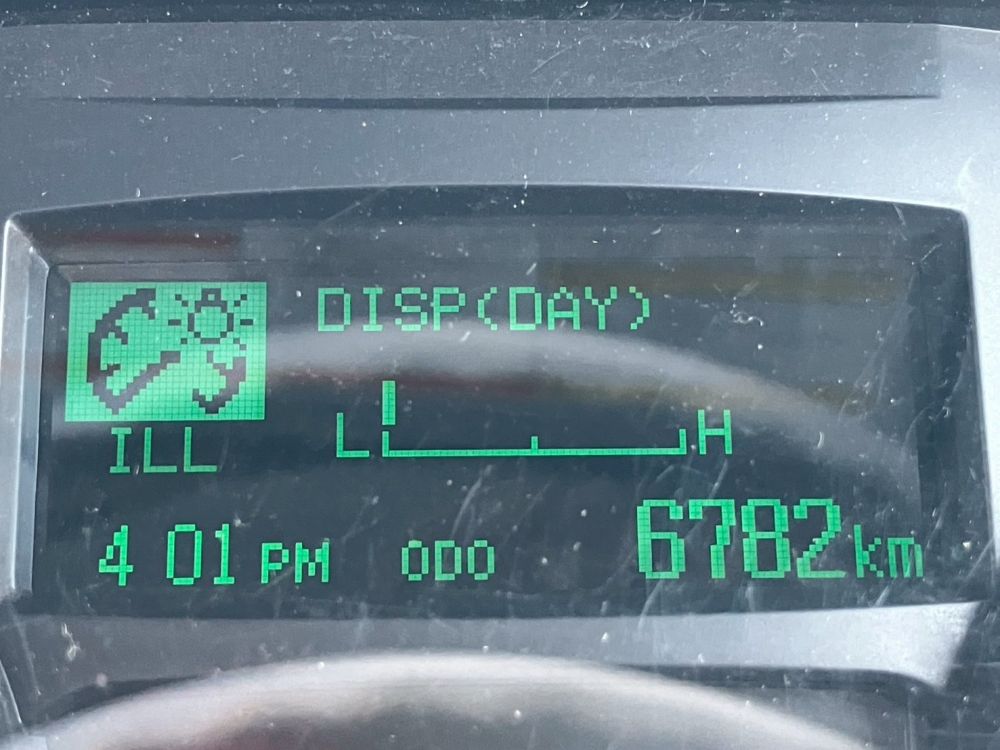 DISP(DAY)
L H
ILL
4 01 PM ODO 6782 km